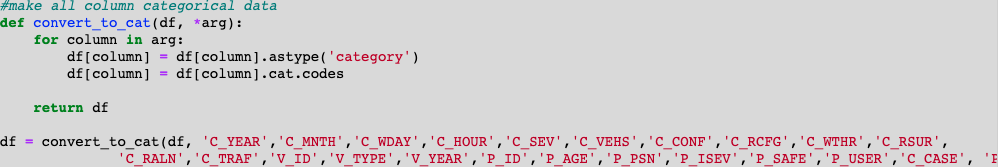 #make all column categorical data
def convert_to_cat(df, *arg):
    for column in arg:
        df[column] = df[column].astype('category')
        df[column] = df[column].cat.codes
    return df
df = convert_to_cat(df, 'C_YEAR','C_MNTH','C_WDAY','C_HOUR','C_SEV','C_VEHS','C_CONF','C_RCFG','C_WTHR','C_RSUR',
'C_RALN','C_TRAF','V_ID','V_TYPE','V_YEAR','P_ID','P_AGE','P_PSN','P_ISEV','P_SAFE','P_USER','C_CASE',